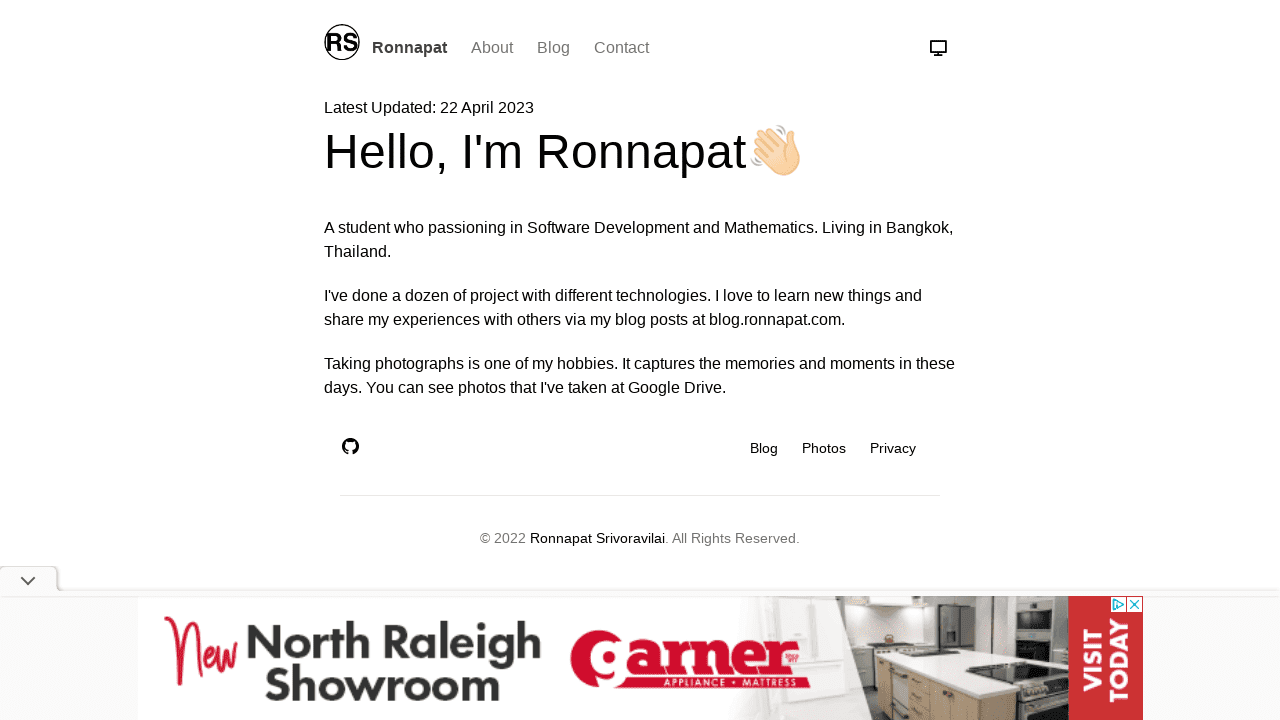 RS Ronnapat About Blog Contact
Latest Updated: 22 April 2023
Hello, I'm Ronnapat👋🏼
A student who passioning in Software Development and Mathematics. Living in Bangkok,
Thailand.
I've done a dozen of project with different technologies. I love to learn new things and
share my experiences with others via my blog posts at blog.ronnapat.com.
Taking photographs is one of my hobbies. It captures the memories and moments in these
days. You can see photos that I've taken at Google Drive.
Blog Photos Privacy
© 2022 Ronnapat Srivoravilai. All Rights Reserved.
New North Raleigh
Showroom
garner
APPLIANCE • MATTRESS
VISIT
TODAY